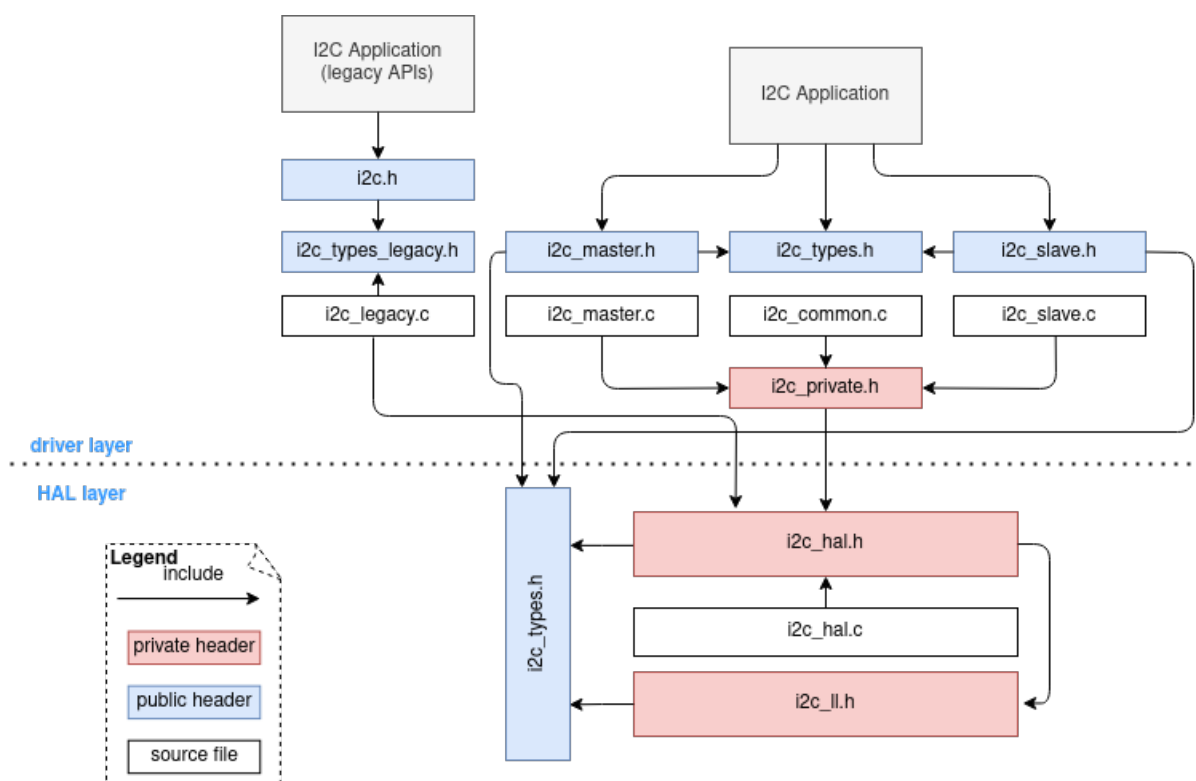 I2C Application
(legacy APIs)
I2C Application
i2c.h
i2c_types_legacy.h
i2c_master.h
i2c_types.h
i2c_slave.h
i2c_legacy.c
i2c_master.c
i2c_common.c
i2c_slave.c
i2c_private.h
driver layer
HAL layer
i2c_types.h
i2c_hal.h
i2c_hal.c
i2c_ll.h
Legend
include
private header
public header
source file